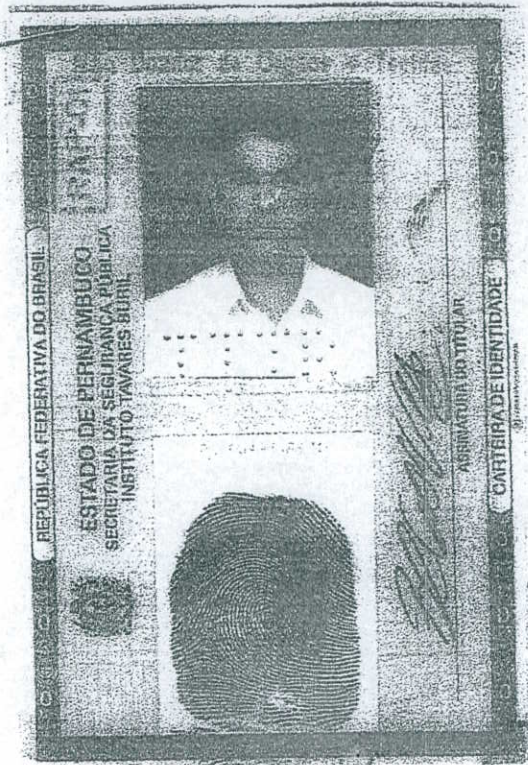 REPÚBLICA FEDERATIVA DO BRASIL
ESTADO DE PERNAMBUCO
SECRETARIA DA SEGURANÇA PÚBLICA
INSTITUTO TAVARES BURIL
ASSINATURA DO TITULAR
CARTEIRA DE IDENTIDADE